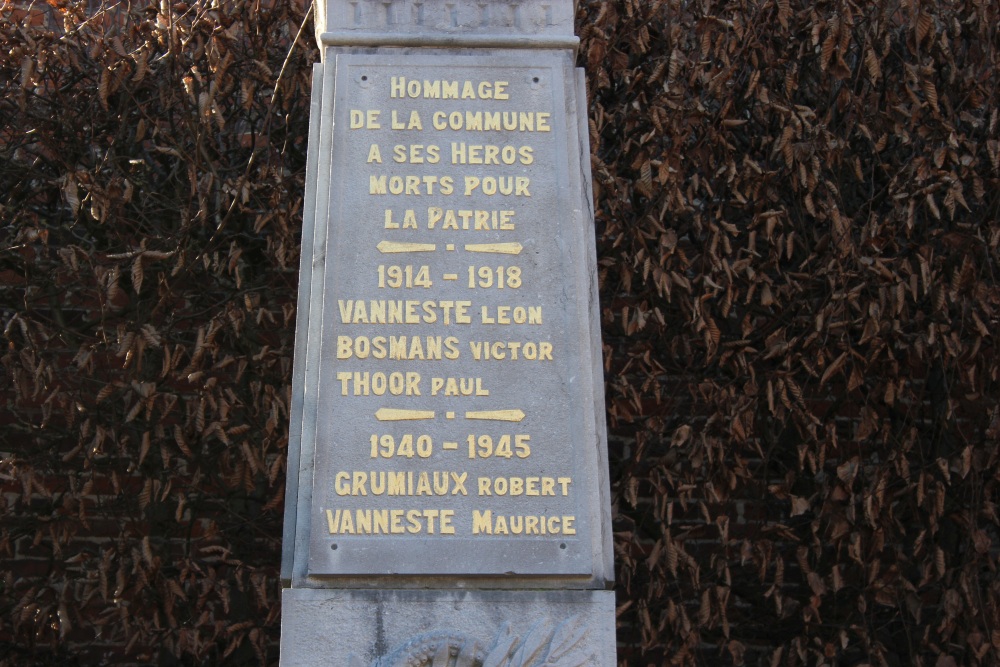 HOMMAGE
DE LA COMMUNE
A SES HEROS
MORTS POUR
LA PATRIE
1914 - 1918
VANNESTE LEON
BOSMANS VICTOR
THOOR PAUL
1940 - 1945
GRUMIAUX ROBERT
VANNESTE MAURICE